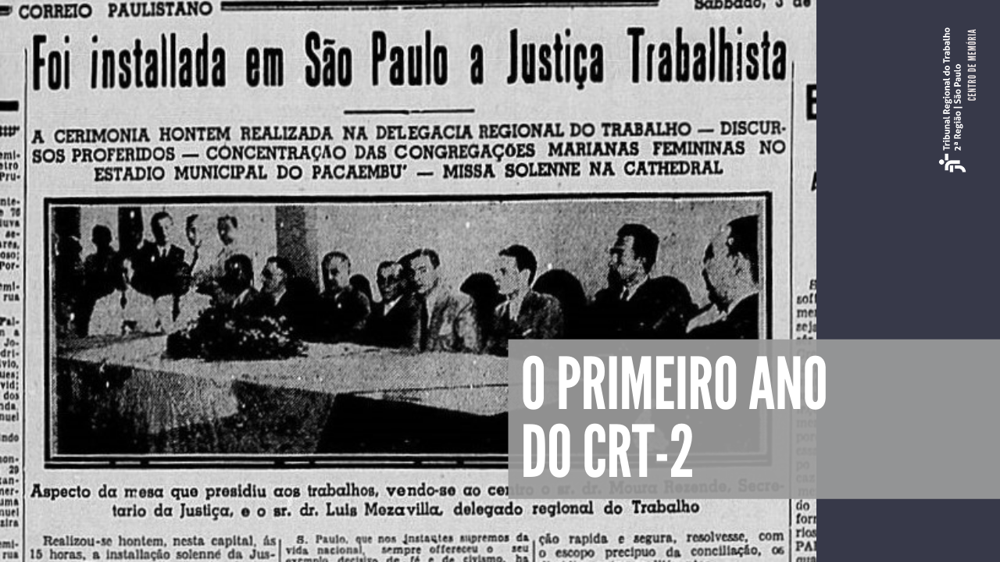 CORREIO PAULISTANO
Sabbado, 3 de
Foi installada em São Paulo a Justiça Trabalhista
A CERIMONIA HONTEM REALIZADA NA DELEGACIA REGIONAL DO TRABALHO — DISCUR-
SOS PROFERIDOS — CONCENTRAÇÃO DAS CONGREGAÇÕES MARIANAS FEMININAS NO
ESTADIO MUNICIPAL DO PACAEMBU' — MISSA SOLENNE NA CATHEDRAL
O PRIMEIRO ANO
DO CRT-2
Aspecto da mesa que presidiu aos trabalhos, vendo-se ao centro o sr. dr. Moura Rezende, Secre-
tario da Justiça, e o sr. dr. Luis Mezavilla, delegado regional do Trabalho
Realizou-se hontem, nesta capital, ás
15 horas, a installação solenne da Jus-
S. Paulo, que nos instantes supremos da
vida nacional, sempre offereceu o seu
exemplo decisivo de fé e de civismo, ha
ção rapida e segura, resolvesse, com
o escopo precipuo da conciliação, os
Tribunal Regional do Trabalho
2ª Região | São Paulo
CENTRO DE MEMÓRIA